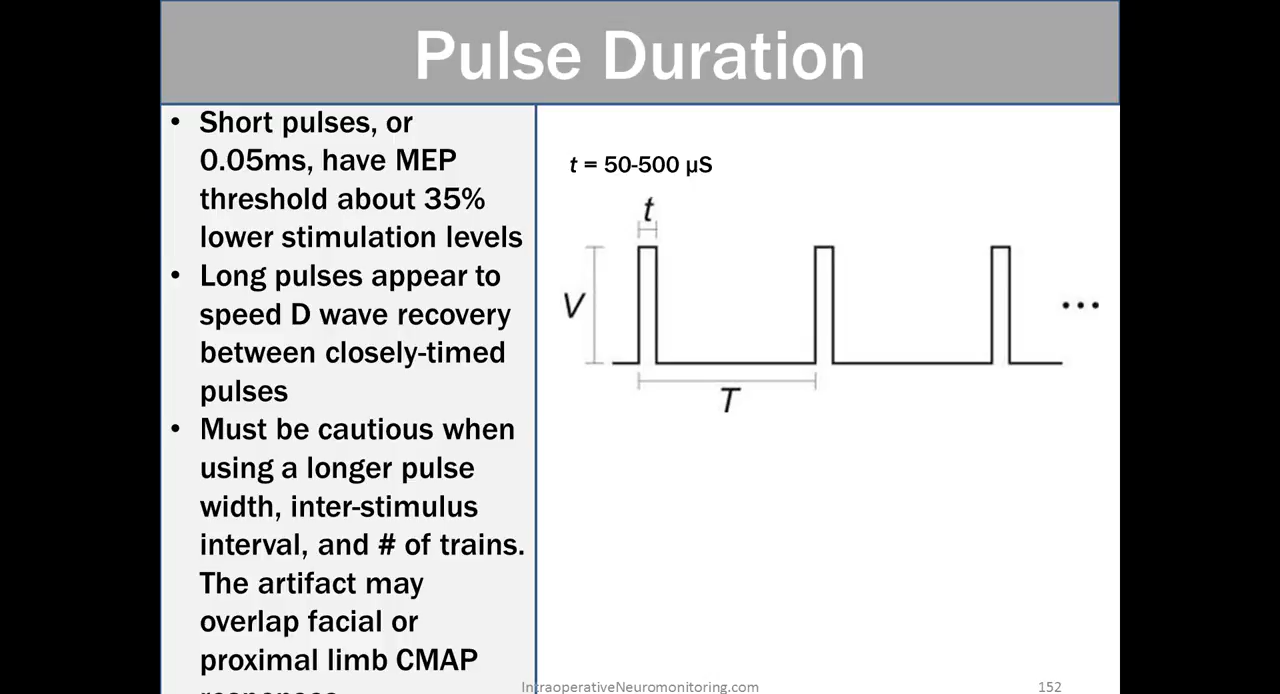 Pulse Duration
• Short pulses, or
0.05ms, have MEP
threshold about 35%
lower stimulation levels
• Long pulses appear to
speed D wave recovery
between closely-timed
pulses
• Must be cautious when
using a longer pulse
width, inter-stimulus
interval, and # of trains.
The artifact may
overlap facial or
proximal limb CMAP
t = 50-500 µS
t
V
...
T
IntraoperativeNeuromonitoring.com
152